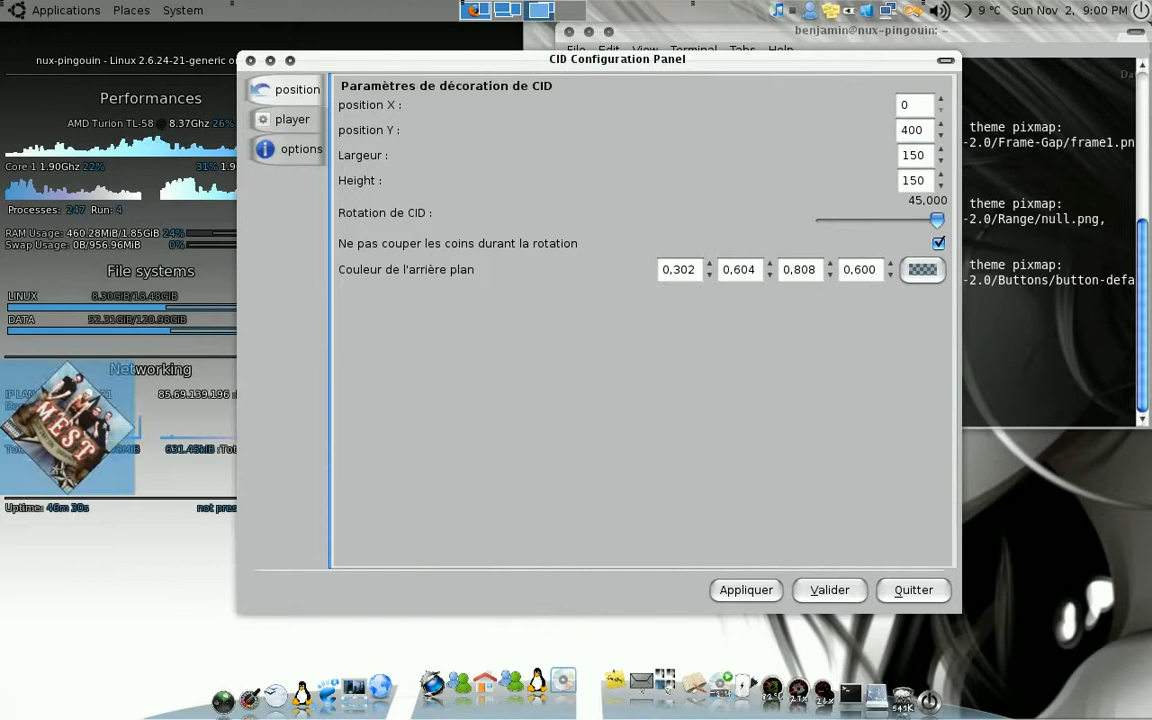 Applications Places System
9 °C Sun Nov 2, 9:00 PM
benjamin@nux-pingouin: ~
File Edit View Terminal Tabs Help
nux-pingouin - Linux 2.6.24-21-generic
CID Configuration Panel
Performances
AMD Turion TL-58 @ 8.37Ghz 26%
Core 1 1.90Ghz 22% 31% 1.9
Processes: 247 Run: 4
RAM Usage: 460.28MiB/1.85GiB 24%
Swap Usage: 0B/956.96MiB
File systems
LINUX 8.30GiB/18.48GiB
DATA 52.31GiB/120.98GiB
Networking
85.69.139.196
631.45kiB
MEST
Uptime: 46m 30s
position
player
options
Paramètres de décoration de CID
position X : 0
position Y : 400
Largeur : 150
Height : 150
45,000
Rotation de CID :
Ne pas couper les coins durant la rotation
Couleur de l'arrière plan 0,302 0,604 0,808 0,600
Appliquer Valider Quitter
theme pixmap:
-2.0/Frame-Gap/frame1.pn
theme pixmap:
-2.0/Range/null.png,
theme pixmap:
-2.0/Buttons/button-defa